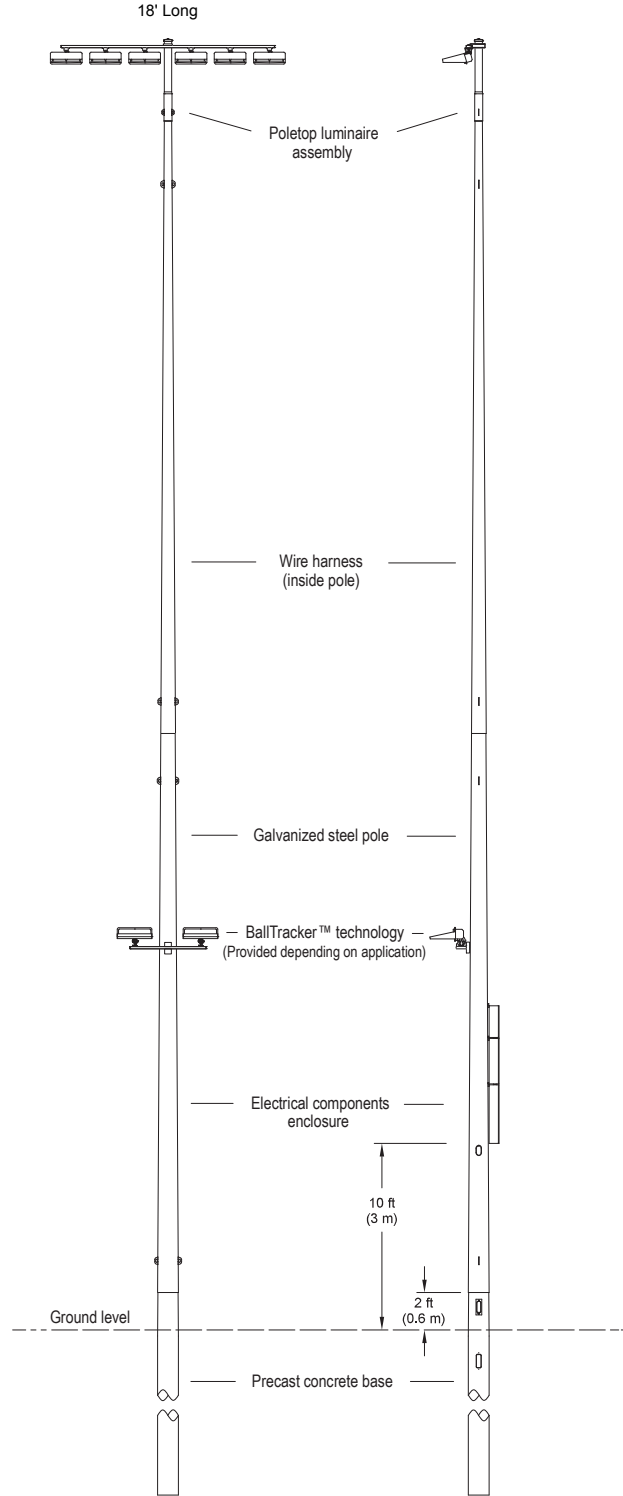 18' Long
Poletop luminaire
assembly
Wire harness
(inside pole)
Galvanized steel pole
BallTracker™ technology
(Provided depending on application)
Electrical components
enclosure
10 ft
(3 m)
2 ft
(0.6 m)
Ground level
Precast concrete base